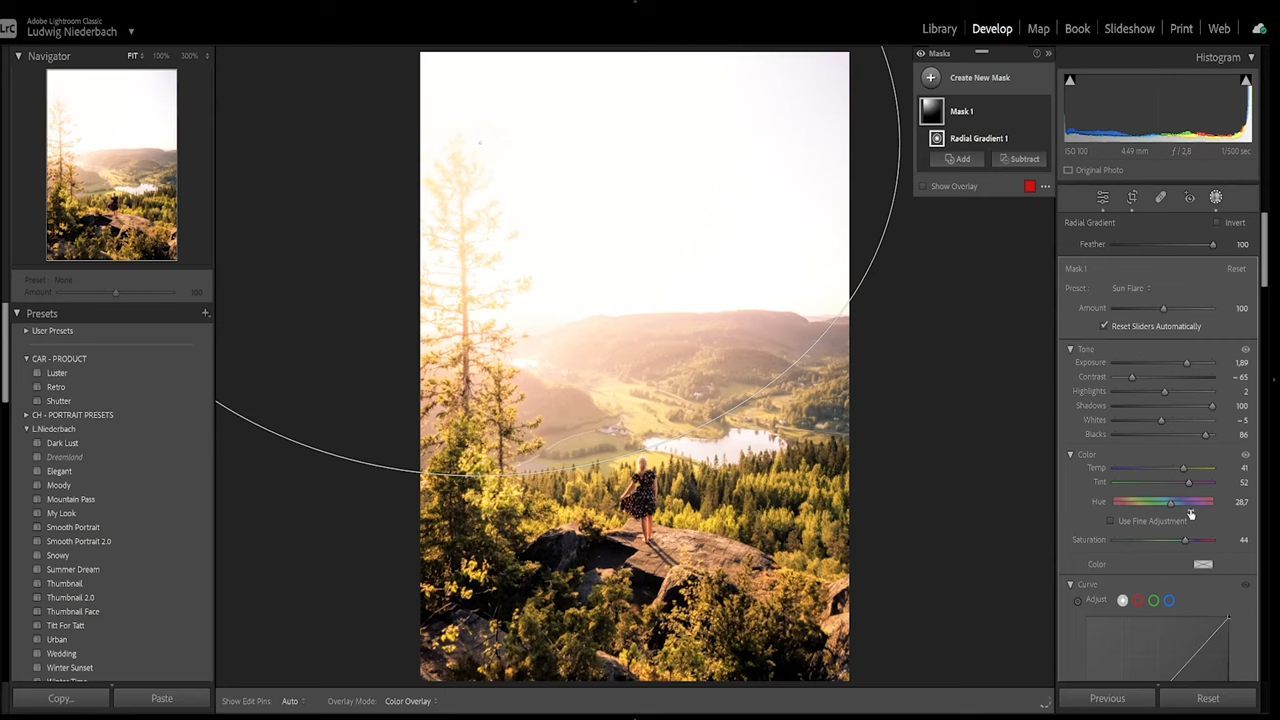 LrC
Adobe Lightroom Classic
Ludwig Niederbach
Library Develop Map Book Slideshow Print Web
Navigator FIT 100% 300%
Preset: None
Amount 100
Presets +
User Presets
CAR - PRODUCT
Luster
Retro
Shutter
CH - PORTRAIT PRESETS
L.Niederbach
Dark Lust
Dreamland
Elegant
Moody
Mountain Pass
My Look
Smooth Portrait
Smooth Portrait 2.0
Snowy
Summer Dream
Thumbnail
Thumbnail 2.0
Thumbnail Face
Titt For Tatt
Urban
Wedding
Winter Sunset
Copy...
Paste
Show Edit Pins: Auto
Overlay Mode: Color Overlay
Masks
Create New Mask
Mask 1
Radial Gradient 1
Add
Subtract
Show Overlay
Histogram
ISO 100 4.49 mm ƒ / 2,8 1/500 sec
Original Photo
Radial Gradient Invert
Feather 100
Mask 1 Reset
Preset: Sun Flare
Amount 100
Reset Sliders Automatically
Tone
Exposure 1,89
Contrast – 65
Highlights 2
Shadows 100
Whites – 5
Blacks 86
Color
Temp 41
Tint 52
Hue 28,7
Use Fine Adjustment
Saturation 44
Color
Curve
Adjust
Previous
Reset